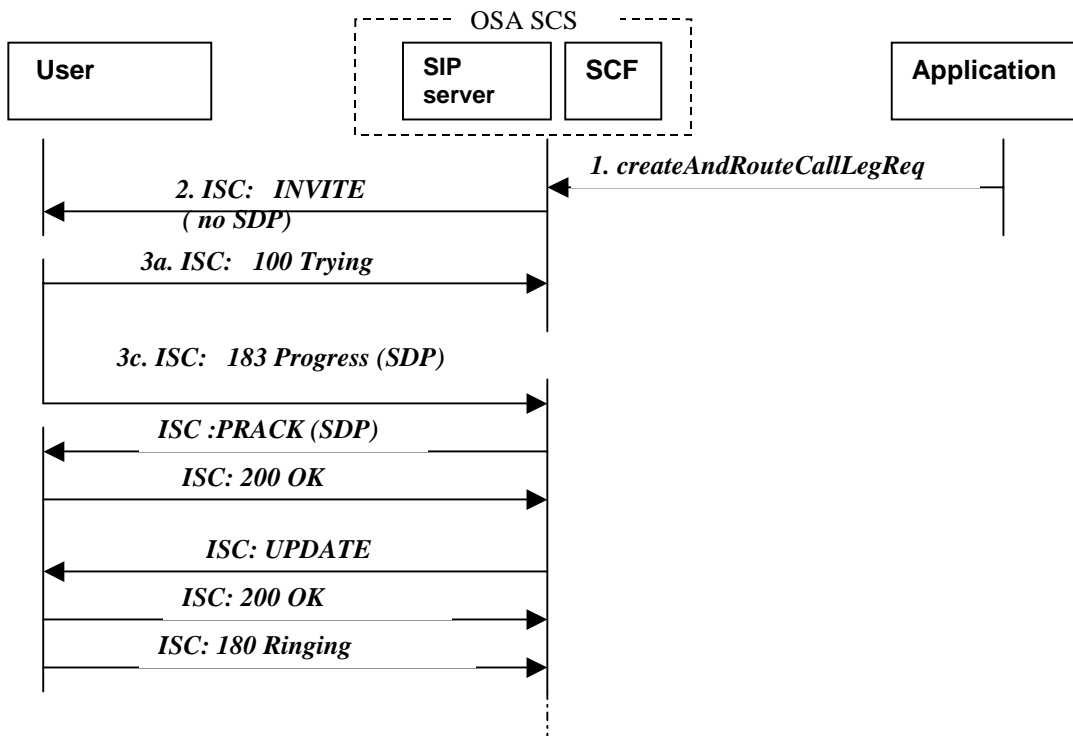 OSA SCS
User
SIP
server
SCF
Application
1. createAndRouteCallLegReq
2. ISC: INVITE
( no SDP)
3a. ISC: 100 Trying
3c. ISC: 183 Progress (SDP)
ISC :PRACK (SDP)
ISC: 200 OK
ISC: UPDATE
ISC: 200 OK
ISC: 180 Ringing